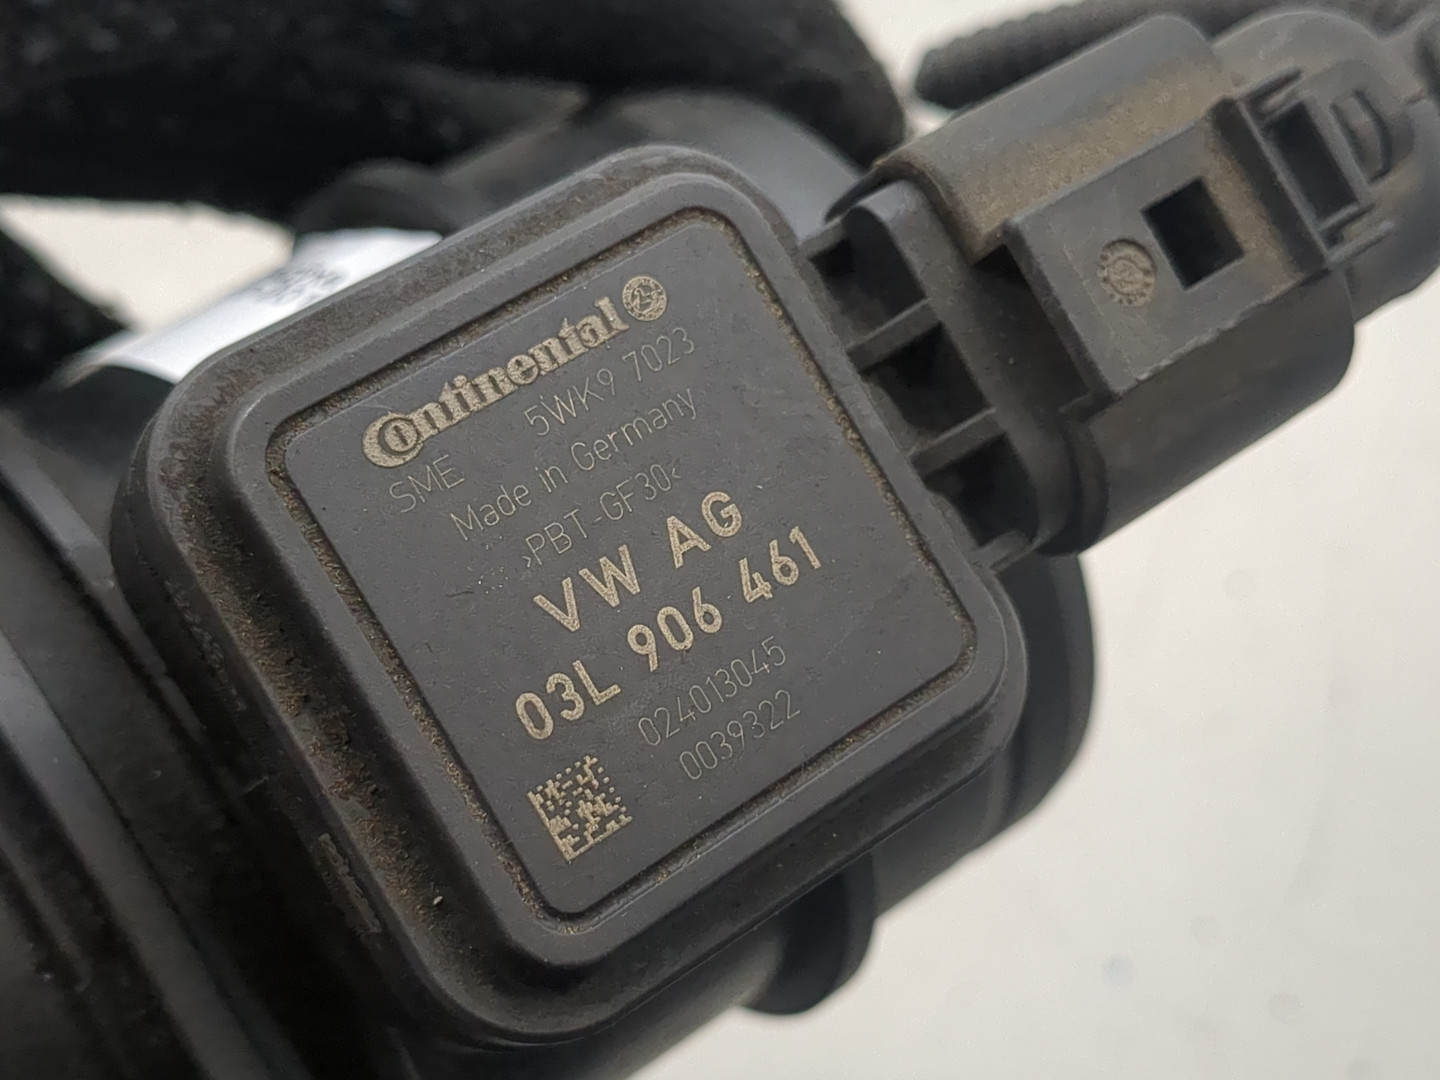 Continental
5WK9 7023
SME
Made in Germany
>PBT-GF30<
VW AG
03L 906 461
024013045
0039322